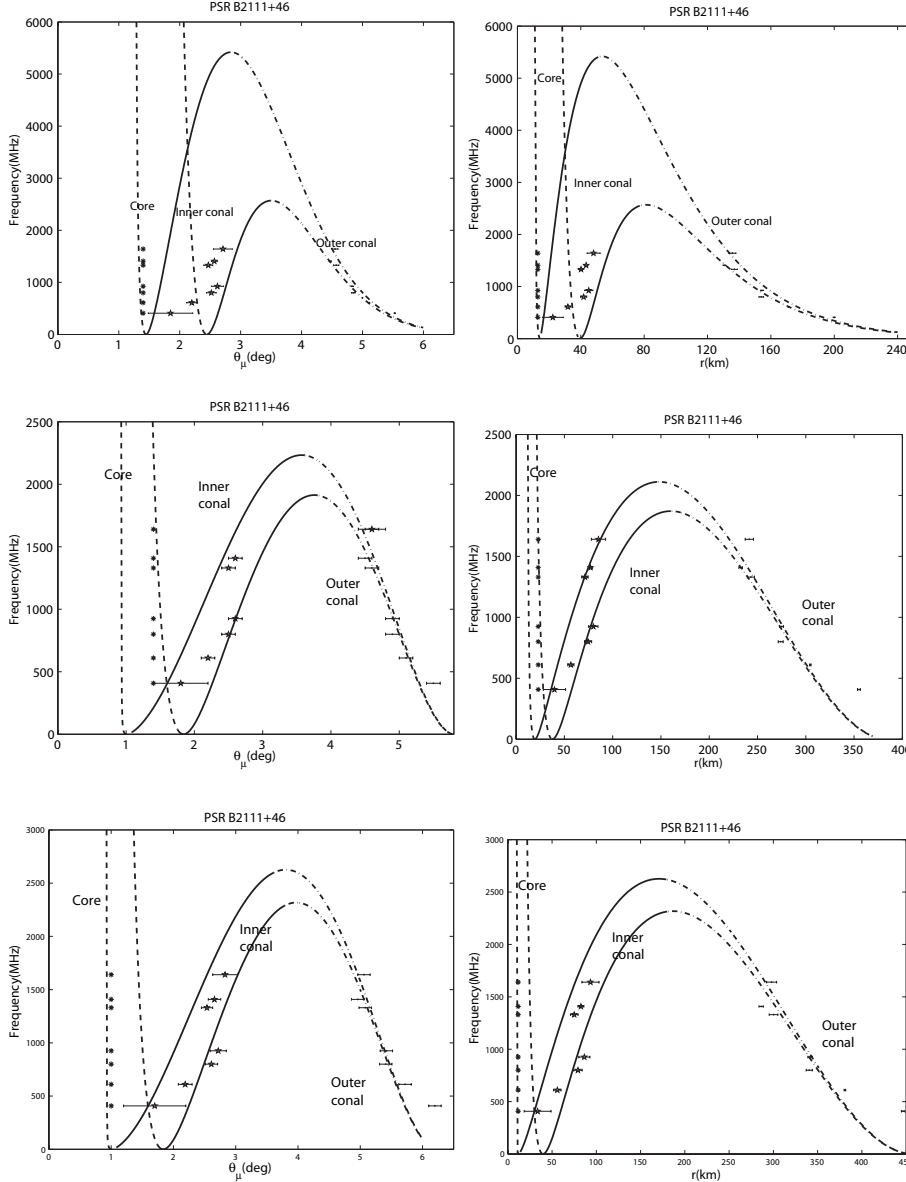 PSR B2111+46
6000
5000
4000
3000
2000
1000
0
Frequency(MHz)
Core
Inner conal
Outer conal
0 1 2 3 4 5 6
θμ(deg)
PSR B2111+46
6000
5000
4000
3000
2000
1000
0
Frequency(MHz)
Core
Inner conal
Outer conal
0 40 80 120 160 200 240
r(km)
PSR B2111+46
2500
2000
1500
1000
500
0
Frequency(MHz)
Core
Inner
conal
Outer
conal
0 1 2 3 4 5
θμ(deg)
PSR B2111+46
2500
2000
1500
1000
500
0
Frequency(MHz)
Core
Inner
conal
Outer
conal
0 50 100 150 200 250 300 350 400
r(km)
PSR B2111+46
3000
2500
2000
1500
1000
500
0
Frequency(MHz)
Core
Inner
conal
Outer
conal
0 1 2 3 4 5 6
θμ(deg)
PSR B2111+46
3000
2500
2000
1500
1000
500
0
Frequency(MHz)
Core
Inner
conal
Outer
conal
0 50 100 150 200 250 300 350 400 450
r(km)